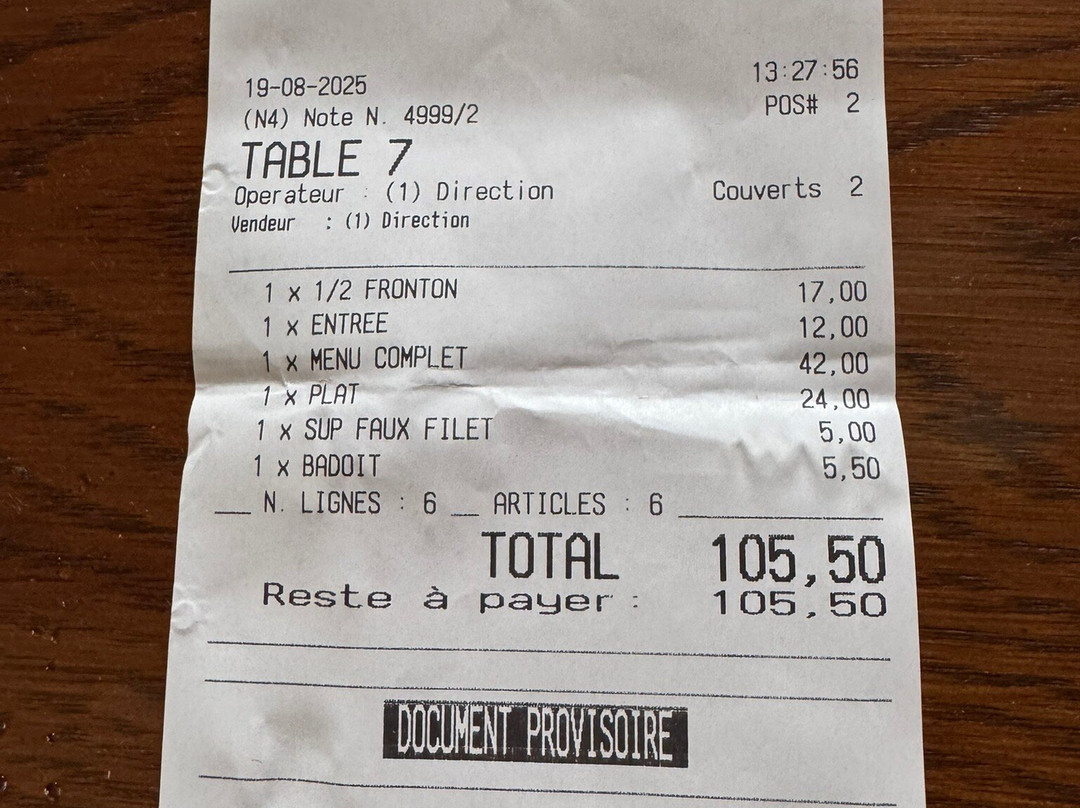 19-08-2025 13:27:56
(N4) Note N. 4999/2 POS# 2
TABLE 7
Operateur : (1) Direction Couverts 2
Vendeur : (1) Direction
1 x 1/2 FRONTON 17,00
1 x ENTREE 12,00
1 x MENU COMPLET 42,00
1 x PLAT 24,00
1 x SUP FAUX FILET 5,00
1 x BADOIT 5,50
__ N. LIGNES : 6 __ ARTICLES : 6 ______
TOTAL 105,50
Reste à payer : 105,50
DOCUMENT PROVISOIRE